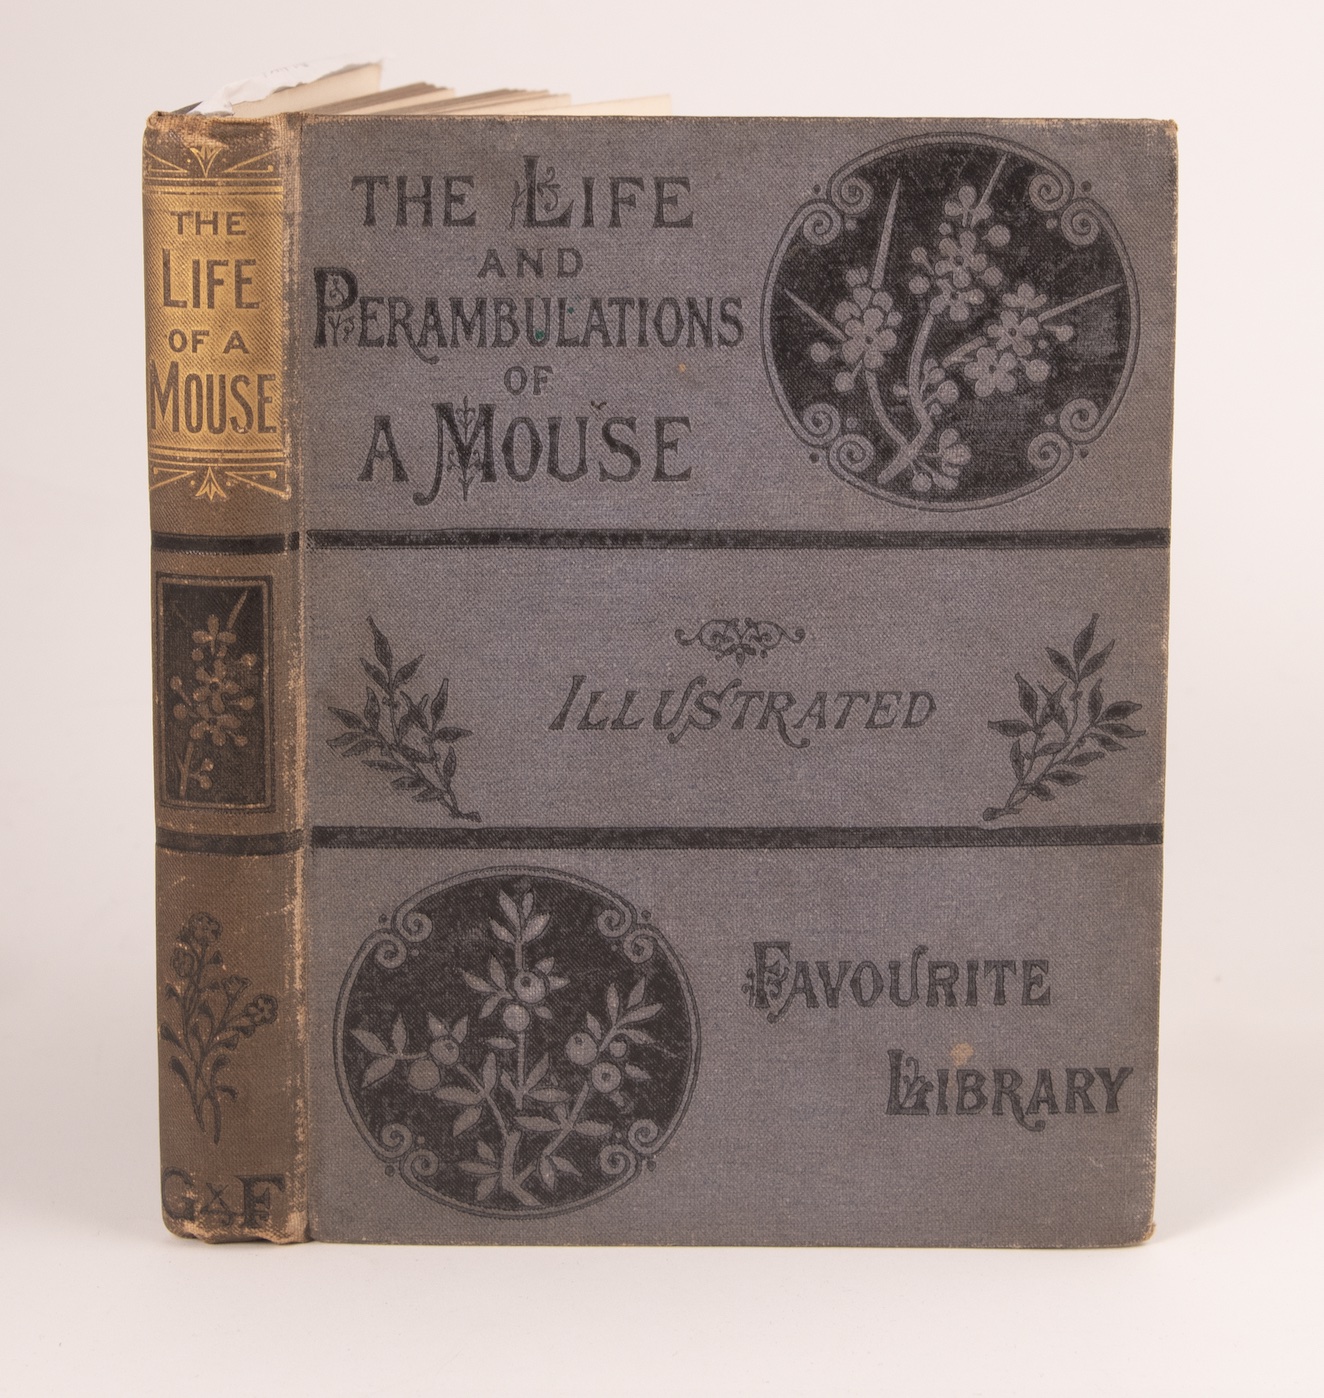 THE
LIFE
OF A
MOUSE
G&F
THE LIFE
AND
PERAMBULATIONS
OF
A MOUSE
ILLUSTRATED
FAVOURITE
LIBRARY